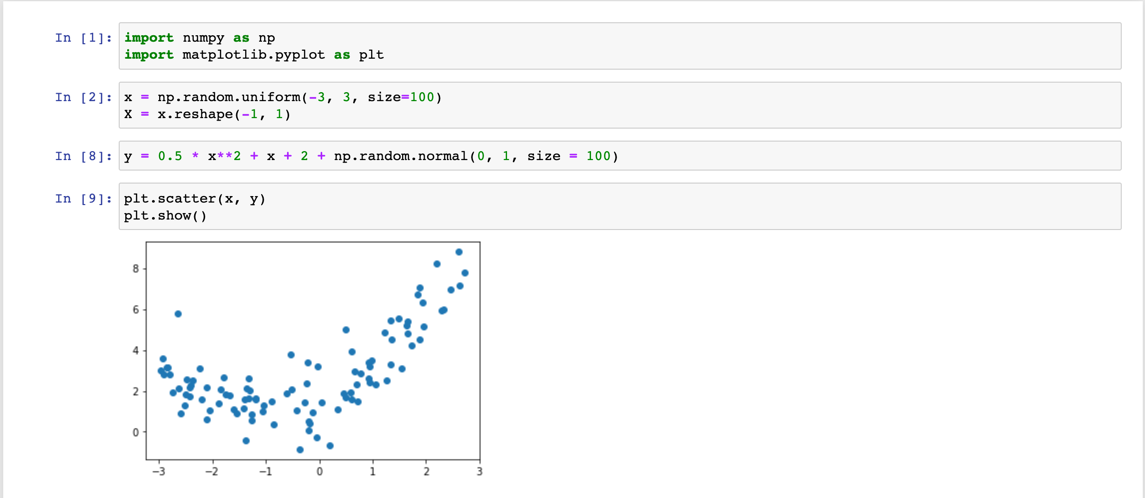 In [1]: import numpy as np
import matplotlib.pyplot as plt
In [2]: x = np.random.uniform(-3, 3, size=100)
X = x.reshape(-1, 1)
In [8]: y = 0.5 * x**2 + x + 2 + np.random.normal(0, 1, size = 100)
In [9]: plt.scatter(x, y)
plt.show()
8
6
4
2
0
−3 −2 −1 0 1 2 3